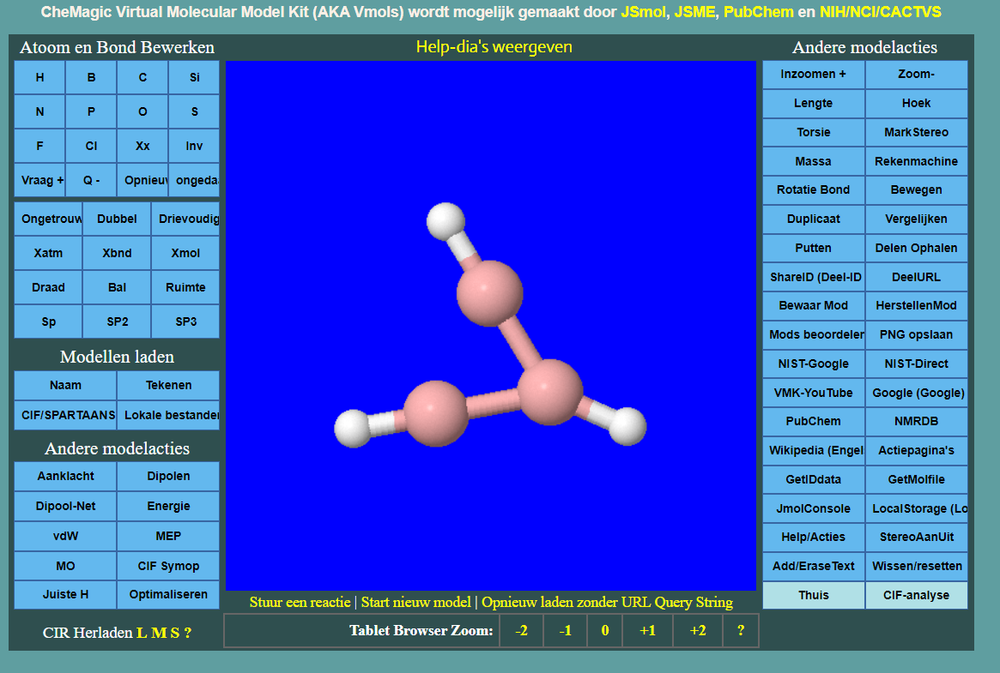 CheMagic Virtual Molecular Model Kit (AKA Vmols) wordt mogelijk gemaakt door JSmol, JSME, PubChem en NIH/NCI/CACTVS
Atoom en Bond Bewerken
H B C Si
N P O S
F Cl Xx Inv
Vraag + Q - Opnieuw ongedaa
Ongetrouw Dubbel Drievoudig
Xatm Xbnd Xmol
Draad Bal Ruimte
Sp SP2 SP3
Modellen laden
Naam Tekenen
CIF/SPARTAANS Lokale bestanden
Andere modelacties
Aanklacht Dipolen
Dipool-Net Energie
vdW MEP
MO CIF Symop
Juiste H Optimaliseren
CIR Herladen L M S ?
Help-dia's weergeven
Stuur een reactie | Start nieuw model | Opnieuw laden zonder URL Query String
Tablet Browser Zoom: -2 -1 0 +1 +2 ?
Andere modelacties
Inzoomen + Zoom-
Lengte Hoek
Torsie MarkStereo
Massa Rekenmachine
Rotatie Bond Bewegen
Duplicaat Vergelijken
Putten Delen Ophalen
ShareID (Deel-ID DeelURL
Bewaar Mod HerstellenMod
Mods beoordelen PNG opslaan
NIST-Google NIST-Direct
VMK-YouTube Google (Google)
PubChem NMRDB
Wikipedia (Engel Actiepagina's
GetIDdata GetMolfile
JmolConsole LocalStorage (Lo
Help/Acties StereoAanUit
Add/EraseText Wissen/resetten
Thuis CIF-analyse